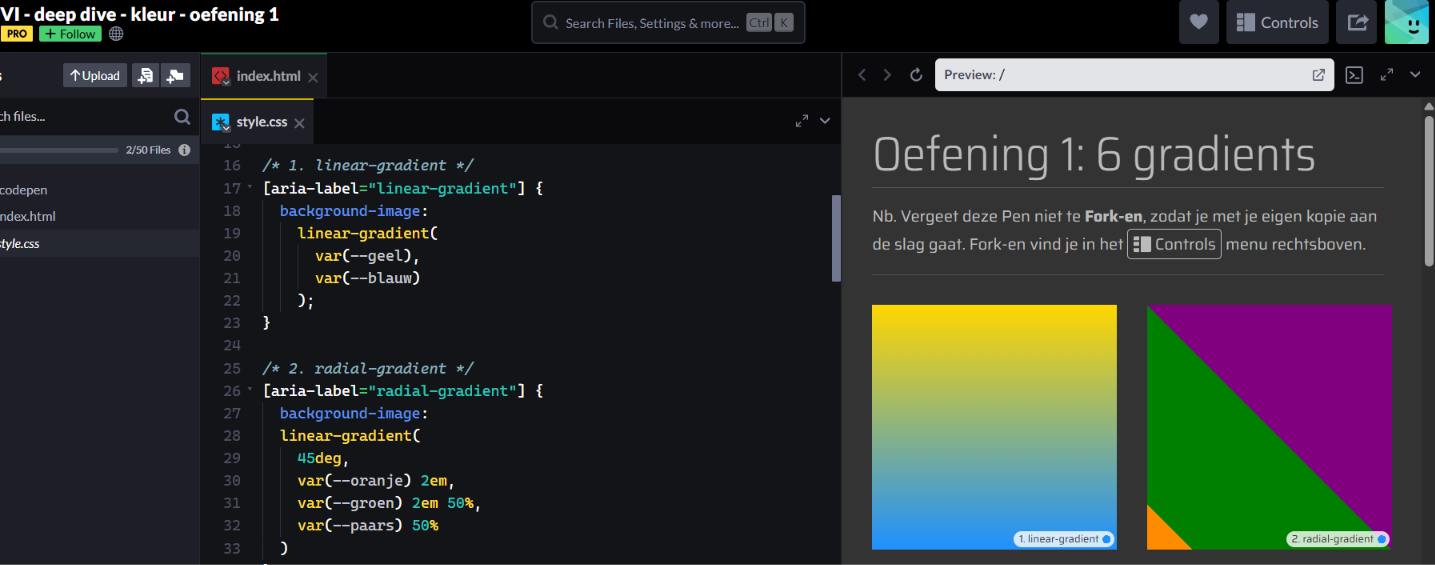 VI - deep dive - kleur - oefening 1
PRO + Follow
Search Files, Settings & more... Ctrl K
Controls
s
Upload
ch files...
2/50 Files
codepen
index.html
style.css
index.html
style.css
15
16 /* 1. linear-gradient */
17 [aria-label="linear-gradient"] {
18 background-image:
19 linear-gradient(
20 var(--geel),
21 var(--blauw)
22 );
23 }
24
25 /* 2. radial-gradient */
26 [aria-label="radial-gradient"] {
27 background-image:
28 linear-gradient(
29 45deg,
30 var(--oranje) 2em,
31 var(--groen) 2em 50%,
32 var(--paars) 50%
33 )
Preview: /
Oefening 1: 6 gradients
Nb. Vergeet deze Pen niet te Fork-en, zodat je met je eigen kopie aan
de slag gaat. Fork-en vind je in het Controls menu rechtsboven.
1. linear-gradient
2. radial-gradient